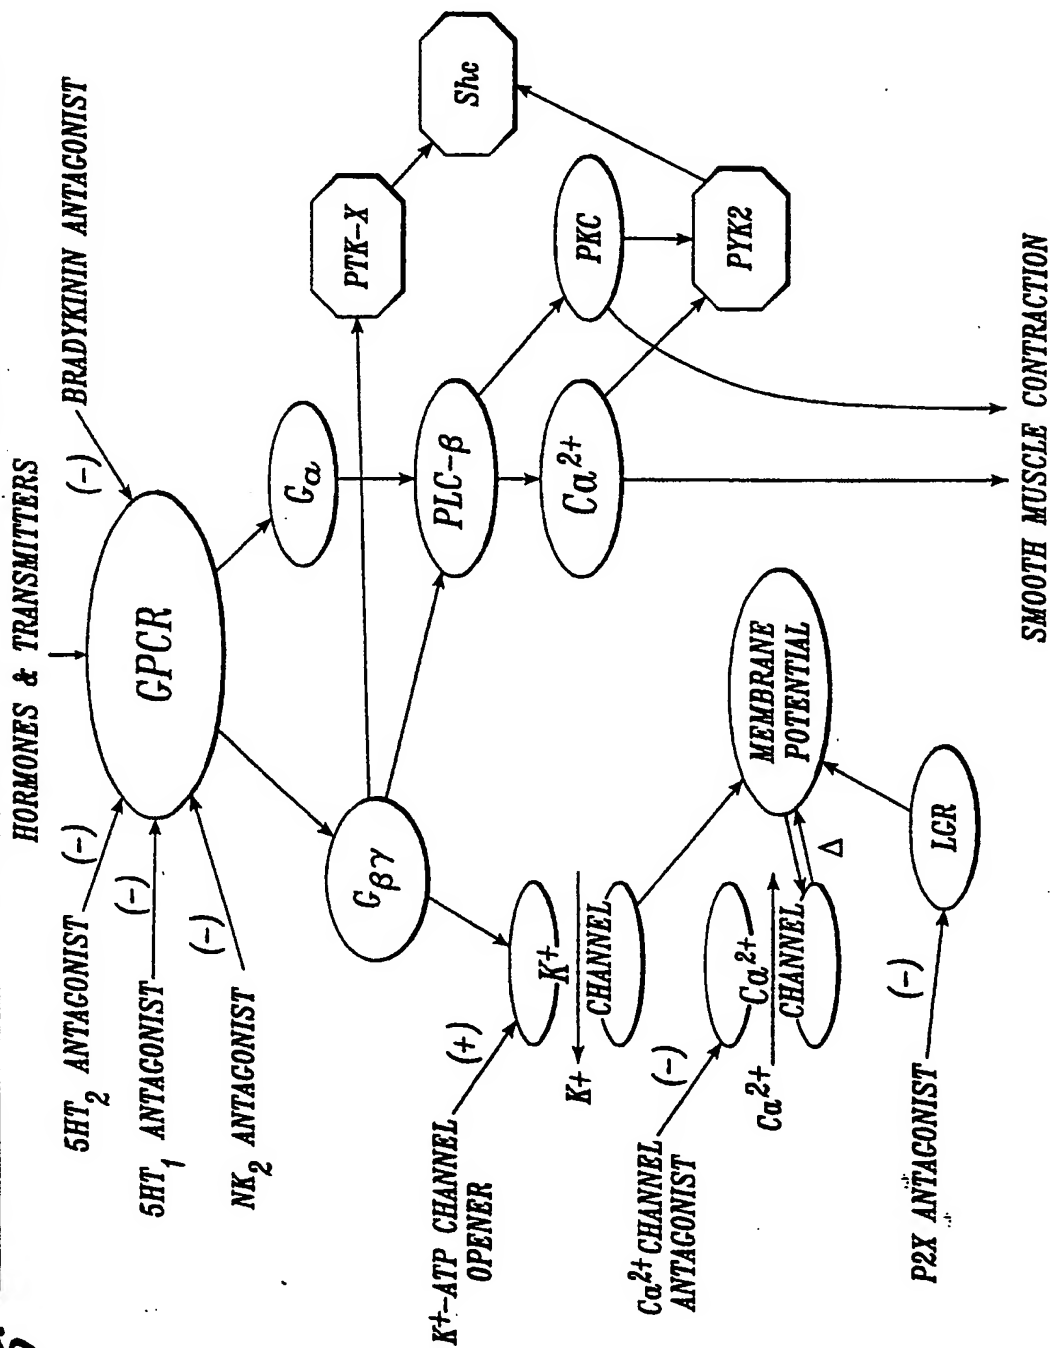 HORMONES & TRANSMITTERS
5HT2 ANTAGONIST
(-)
5HT1 ANTAGONIST
(-)
NK2 ANTAGONIST
(-)
BRADYKININ ANTAGONIST
(-)
GPCR
Gα
Gβγ
PTK-X
Shc
PLC-β
PKC
Ca2+
PYK2
K+-ATP CHANNEL
OPENER
(+)
K+
CHANNEL
K+
Ca2+ CHANNEL
ANTAGONIST
(-)
Ca2+
CHANNEL
Ca2+
MEMBRANE
POTENTIAL
Δ
LGR
P2X ANTAGONIST
(-)
SMOOTH MUSCLE CONTRACTION